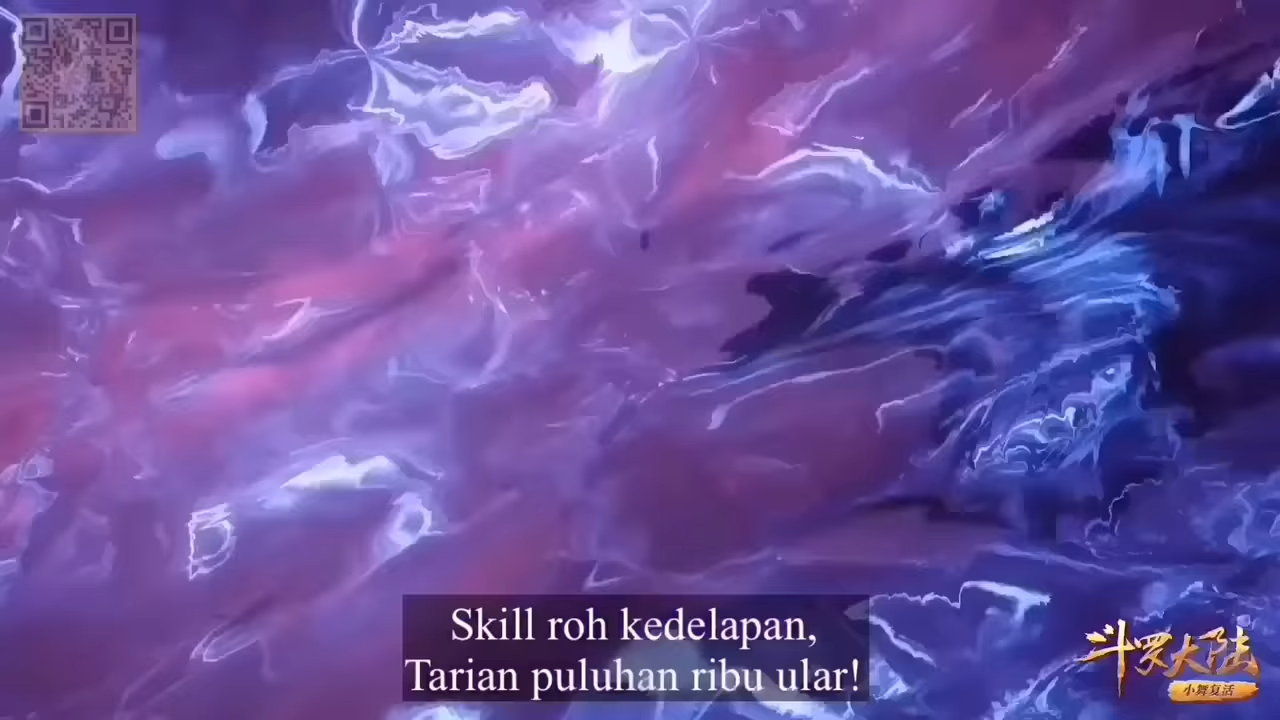 Skill roh kedelapan,
Tarian puluhan ribu ular!
斗罗大陆
小舞复活